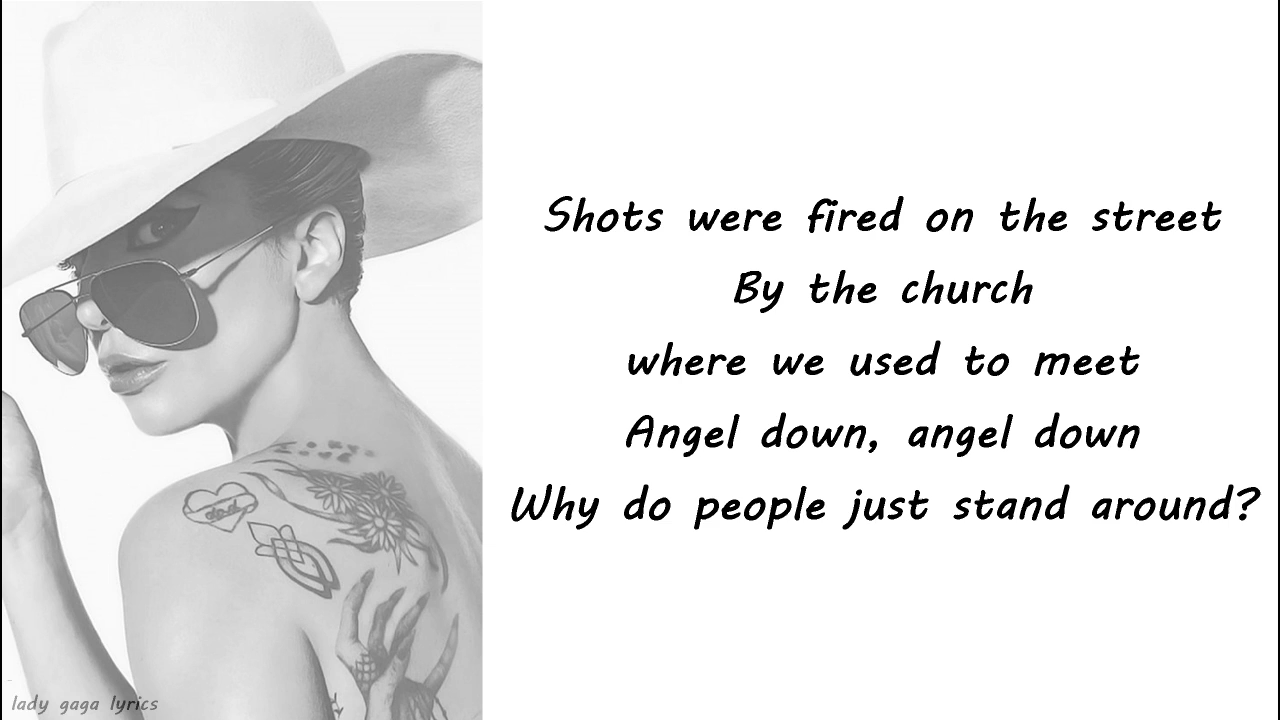 Shots were fired on the street
By the church
where we used to meet
Angel down, angel down
Why do people just stand around?
dad
lady gaga lyrics